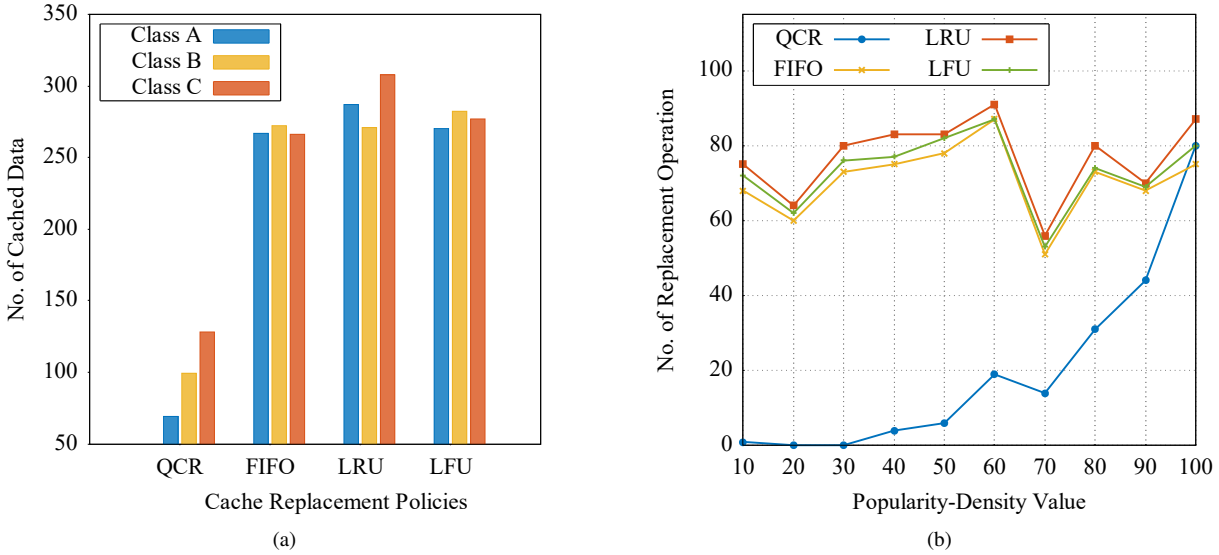 350
300
250
200
150
100
50
No. of Cached Data
Class A
Class B
Class C
QCR
FIFO
LRU
LFU
Cache Replacement Policies
(a)
100
80
60
40
20
0
No. of Replacement Operation
QCR
FIFO
LRU
LFU
10 20 30 40 50 60 70 80 90 100
Popularity-Density Value
(b)